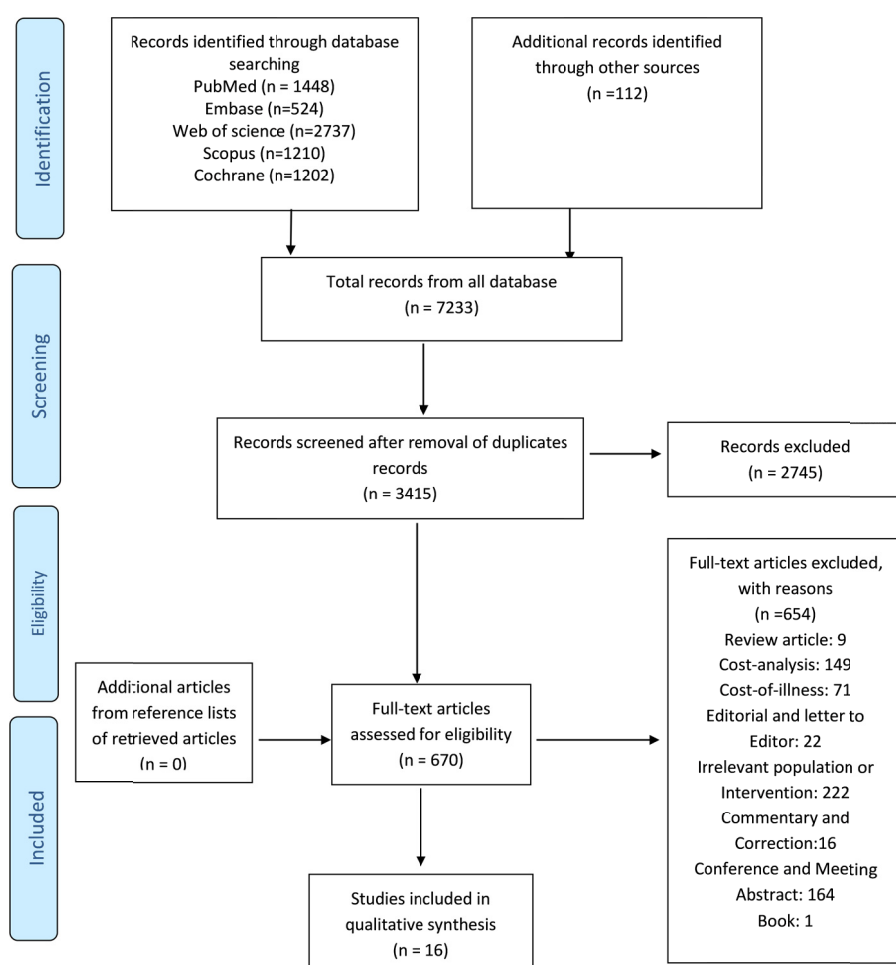 Identification
Records identified through database
searching
PubMed (n = 1448)
Embase (n=524)
Web of science (n=2737)
Scopus (n=1210)
Cochrane (n=1202)
Additional records identified
through other sources
(n =112)
Screening
Total records from all database
(n = 7233)
Records screened after removal of duplicates
records
(n = 3415)
Records excluded
(n = 2745)
Eligibility
Full-text articles excluded,
with reasons
(n =654)
Review article: 9
Cost-analysis: 149
Cost-of-illness: 71
Editorial and letter to
Editor: 22
Irrelevant population or
Intervention: 222
Commentary and
Correction:16
Conference and Meeting
Abstract: 164
Book: 1
Additional articles
from reference lists
of retrieved articles
(n = 0)
Full-text articles
assessed for eligibility
(n = 670)
Included
Studies included in
qualitative synthesis
(n = 16)